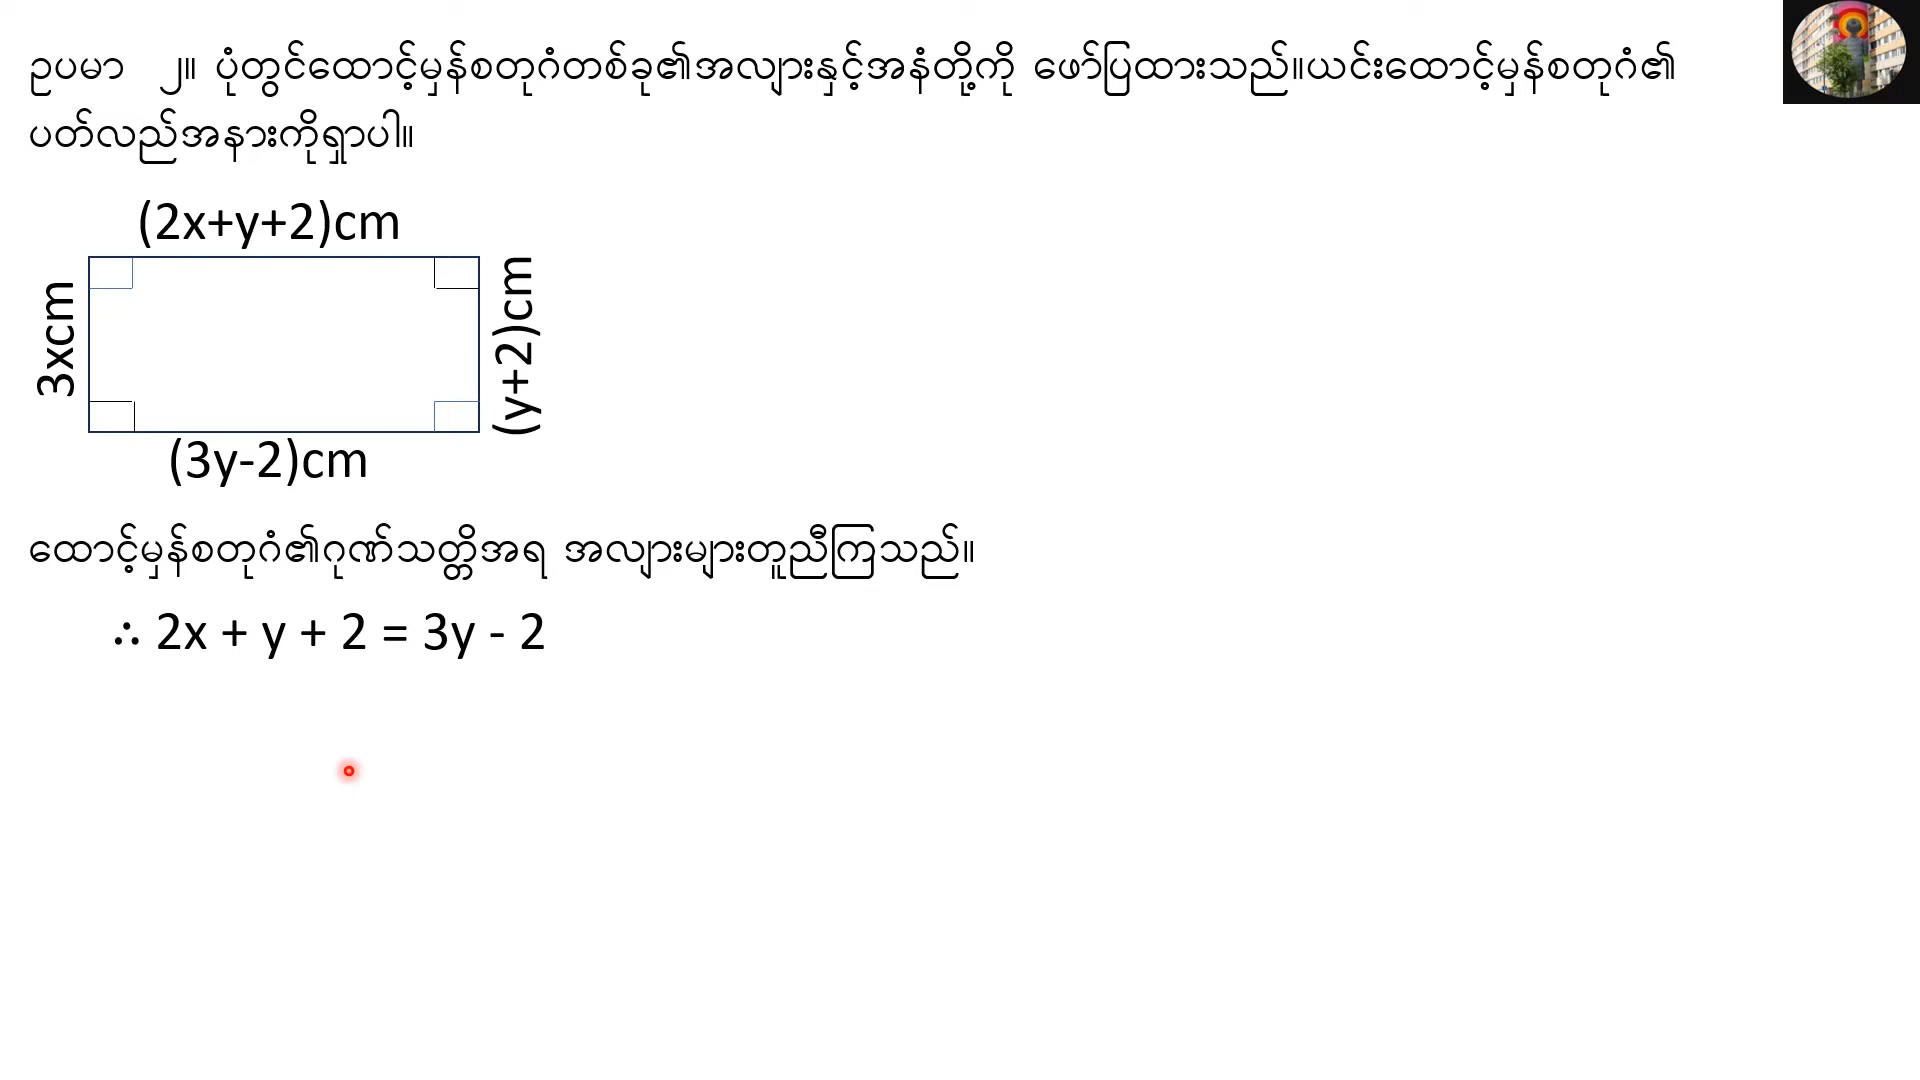 ဥပမာ ၂။ ပုံတွင်ထောင့်မှန်စတုဂံတစ်ခု၏အလျားနှင့်အနံတို့ကို ဖော်ပြထားသည်။ယင်းထောင့်မှန်စတုဂံ၏
ပတ်လည်အနားကိုရှာပါ။
(2x+y+2)cm
3xcm
(y+2)cm
(3y-2)cm
ထောင့်မှန်စတုဂံ၏ဂုဏ်သတ္တိအရ အလျားများတူညီကြသည်။
∴ 2x + y + 2 = 3y - 2